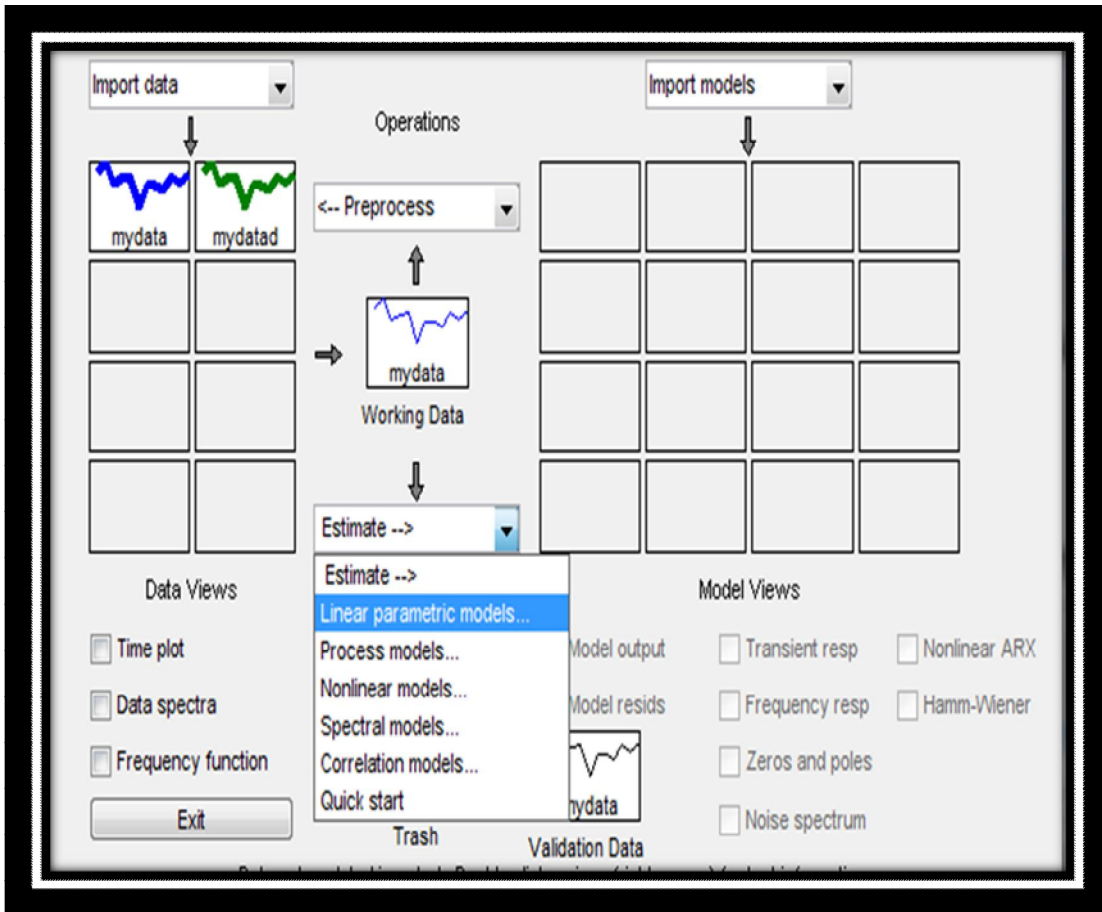 Import data
Import models
Operations
mydata
mydatad
<-- Preprocess
mydata
Working Data
Estimate -->
Estimate -->
Linear parametric models...
Process models...
Nonlinear models...
Spectral models...
Correlation models...
Quick start
Data Views
Time plot
Data spectra
Frequency function
Exit
Trash
Model Views
Model output
Transient resp
Nonlinear ARX
Model resids
Frequency resp
Hamm-Wiener
Zeros and poles
Noise spectrum
mydata
Validation Data